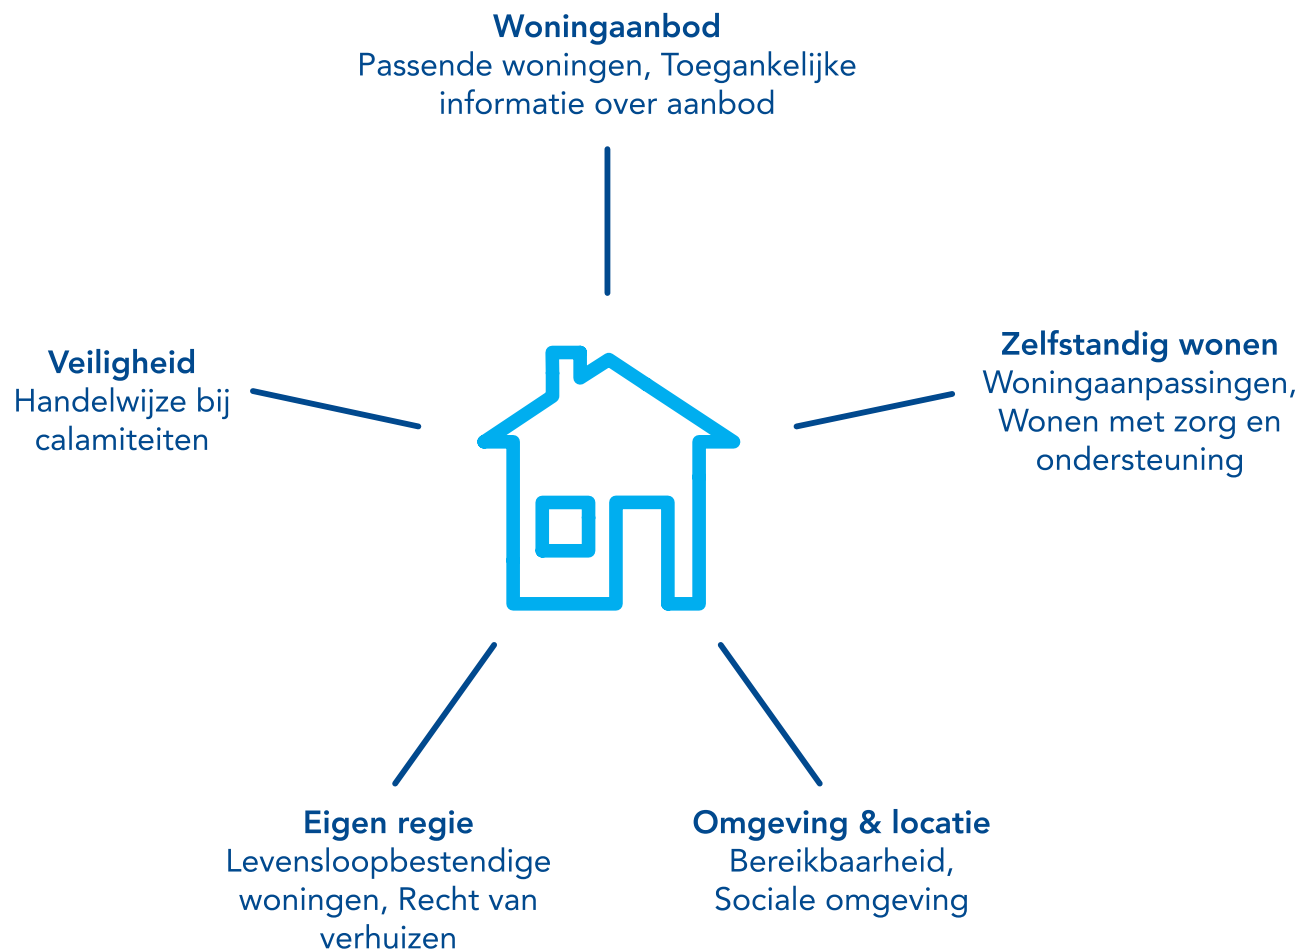 Woningaanbod
Passende woningen, Toegankelijke
informatie over aanbod
Zelfstandig wonen
Woningaanpassingen,
Wonen met zorg en
ondersteuning
Omgeving & locatie
Bereikbaarheid,
Sociale omgeving
Eigen regie
Levensloopbestendige
woningen, Recht van
verhuizen
Veiligheid
Handelwijze bij
calamiteiten